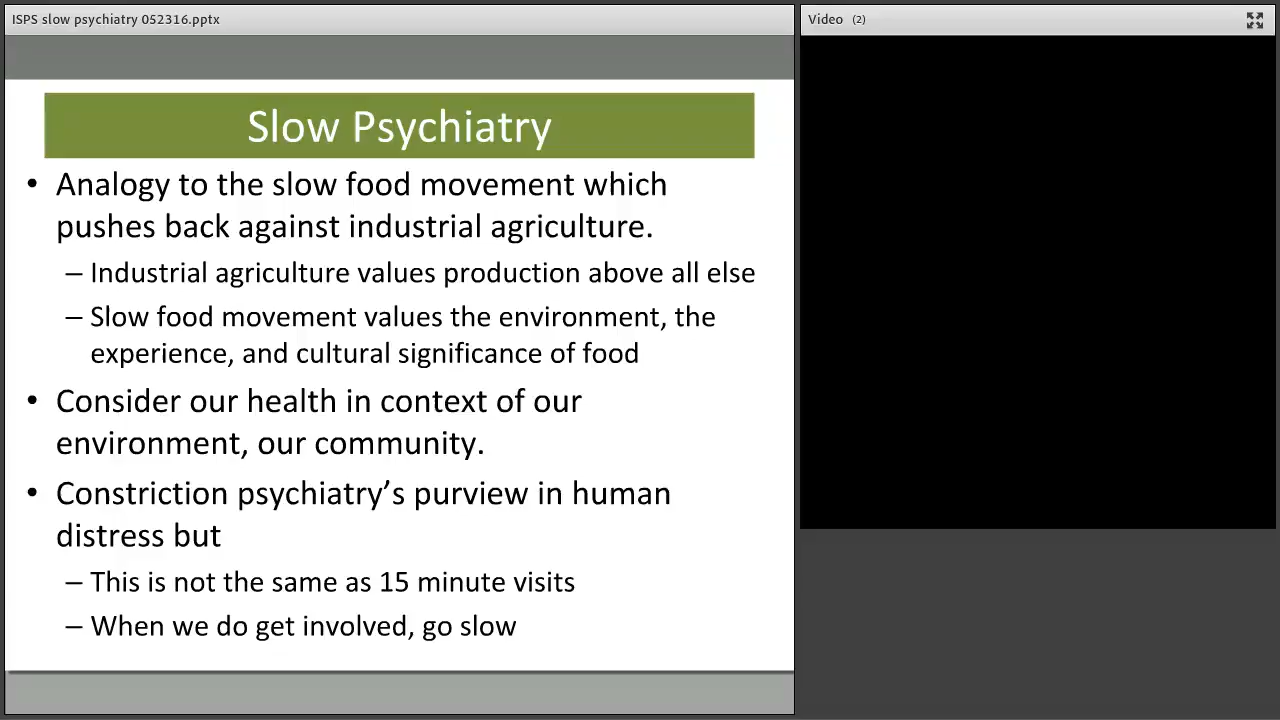 ISPS slow psychiatry 052316.pptx
Video (2)
Slow Psychiatry
• Analogy to the slow food movement which
pushes back against industrial agriculture.
– Industrial agriculture values production above all else
– Slow food movement values the environment, the
experience, and cultural significance of food
• Consider our health in context of our
environment, our community.
• Constriction psychiatry’s purview in human
distress but
– This is not the same as 15 minute visits
– When we do get involved, go slow